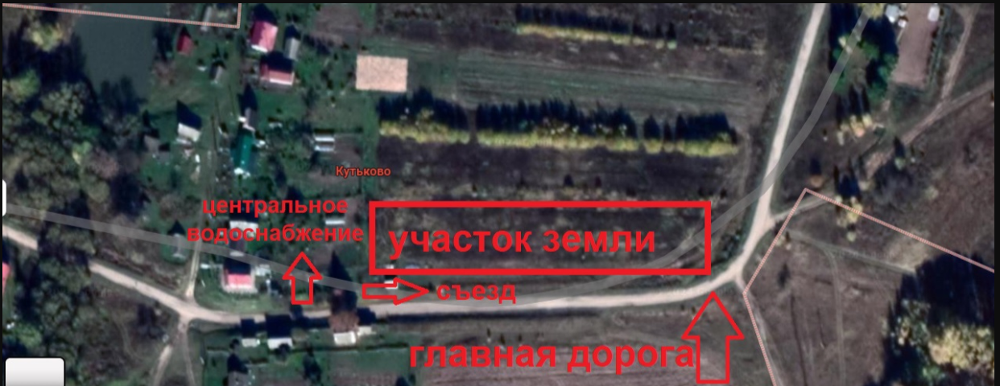 Кутьково
центральное
водоснабжение
участок земли
съезд
главная дорога